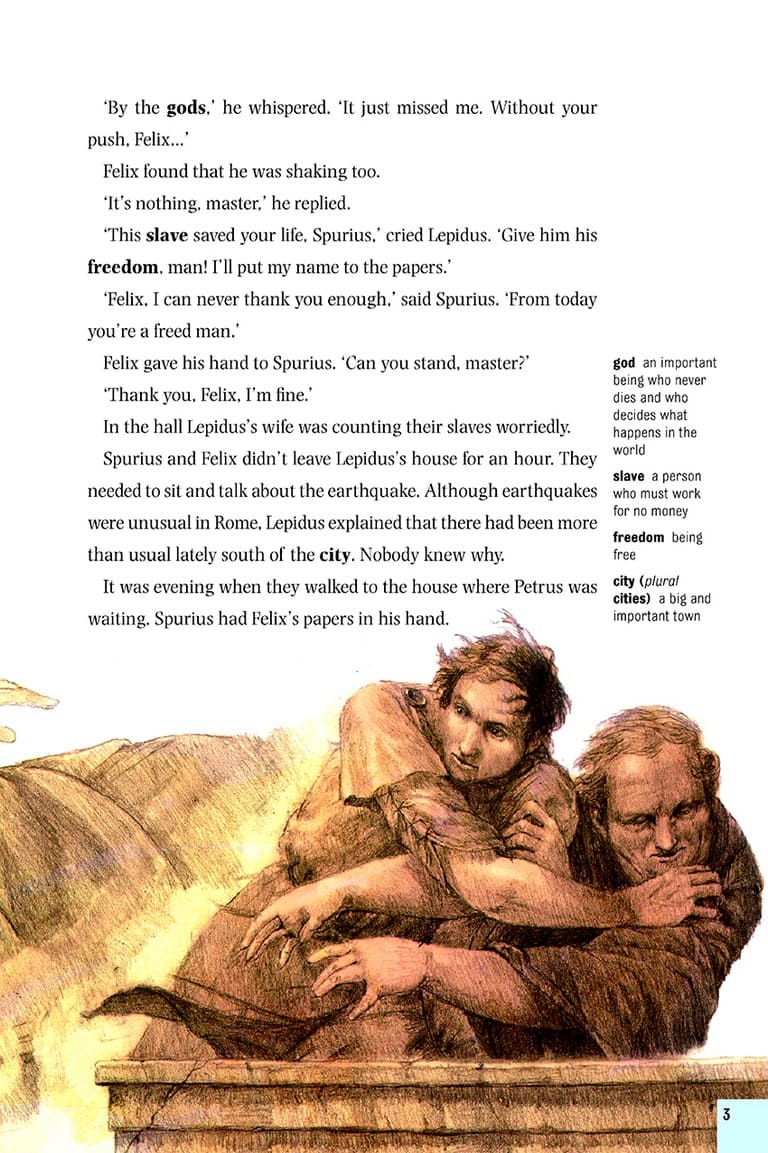 ‘By the gods,’ he whispered. ‘It just missed me. Without your
push, Felix...’
Felix found that he was shaking too.
‘It’s nothing, master,’ he replied.
‘This slave saved your life, Spurius,’ cried Lepidus. ‘Give him his
freedom, man! I’ll put my name to the papers.’
‘Felix, I can never thank you enough,’ said Spurius. ‘From today
you’re a freed man.’
Felix gave his hand to Spurius. ‘Can you stand, master?’
‘Thank you, Felix, I’m fine.’
In the hall Lepidus’s wife was counting their slaves worriedly.
Spurius and Felix didn’t leave Lepidus’s house for an hour. They
needed to sit and talk about the earthquake. Although earthquakes
were unusual in Rome, Lepidus explained that there had been more
than usual lately south of the city. Nobody knew why.
It was evening when they walked to the house where Petrus was
waiting. Spurius had Felix’s papers in his hand.
god an important
being who never
dies and who
decides what
happens in the
world
slave a person
who must work
for no money
freedom being
free
city (plural
cities) a big and
important town
3